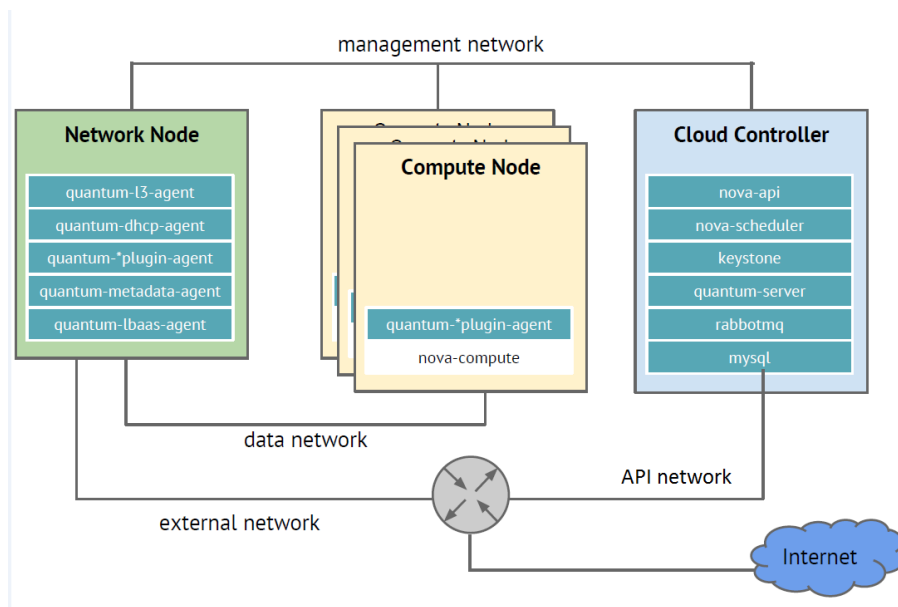 management network
Network Node
quantum-l3-agent
quantum-dhcp-agent
quantum-*plugin-agent
quantum-metadata-agent
quantum-lbaas-agent
Compute Node
quantum-*plugin-agent
nova-compute
Cloud Controller
nova-api
nova-scheduler
keystone
quantum-server
rabbotmq
mysql
data network
external network
API network
Internet